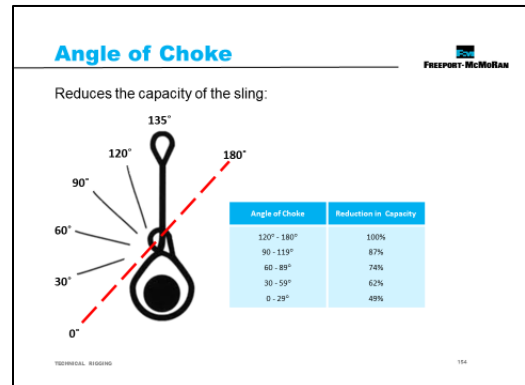 Angle of Choke
FREEPORT-McMoRAN
Reduces the capacity of the sling:
135°
120°
180°
90°
60°
30°
0°
Angle of Choke Reduction in Capacity
120° - 180° 100%
90 - 119° 87%
60 - 89° 74%
30 - 59° 62%
0 - 29° 49%
TECHNICAL RIGGING
154